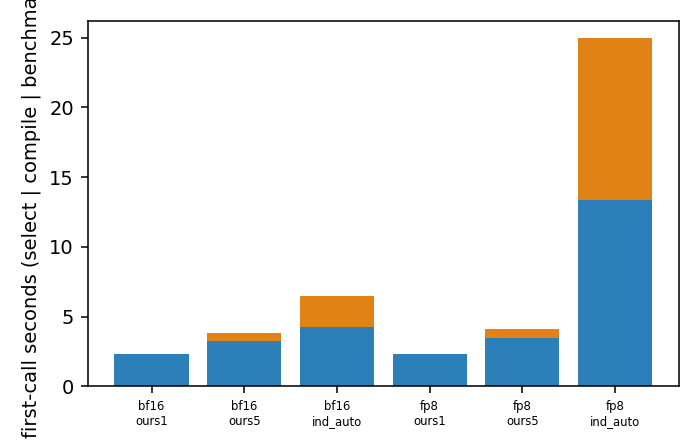 first-call seconds (select | compile |
25
20
15
10
5
0
bf16 bf16 bf16 fp8 fp8 fp8
ours1 ours5 ind_auto ours1 ours5 ind_auto